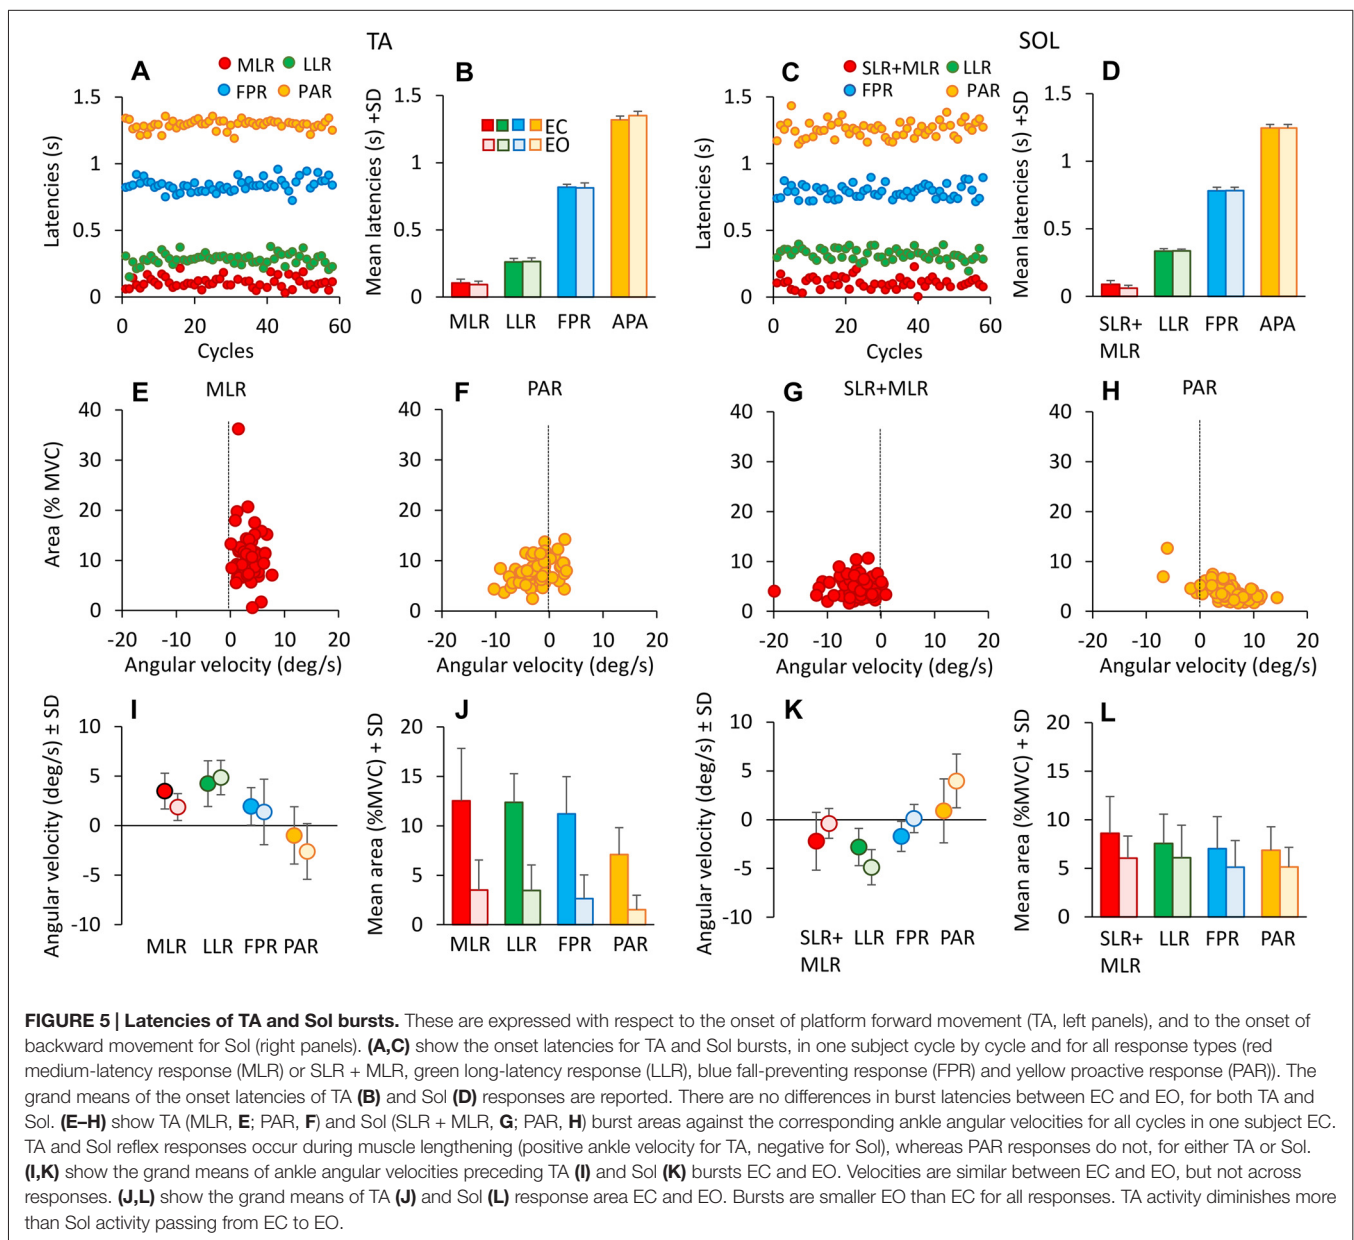 TA
SOL
A
MLR
LLR
FPR
PAR
Latencies (s)
1.5
1
0.5
0
0
20
40
60
Cycles
B
Mean latencies (s) +SD
1.5
1
0.5
0
EC
EO
MLR
LLR
FPR
APA
C
SLR+MLR
LLR
FPR
PAR
Latencies (s)
1.5
1
0.5
0
0
20
40
60
Cycles
D
Mean latencies (s) +SD
1.5
1
0.5
0
SLR+
MLR
LLR
FPR
APA
E
MLR
Area (% MVC)
40
30
20
10
0
-20
-10
0
10
20
Angular velocity (deg/s)
F
PAR
40
30
20
10
0
-20
-10
0
10
20
Angular velocity (deg/s)
G
SLR+MLR
40
30
20
10
0
-20
-10
0
10
20
Angular velocity (deg/s)
H
PAR
40
30
20
10
0
-20
-10
0
10
20
Angular velocity (deg/s)
I
Angular velocity (deg/s) ± SD
10
5
0
-5
-10
MLR
LLR
FPR
PAR
J
Mean area (%MVC) + SD
20
15
10
5
0
MLR
LLR
FPR
PAR
K
Angular velocity (deg/s) ± SD
10
5
0
-5
-10
SLR+
MLR
LLR
FPR
PAR
L
Mean area (%MVC) + SD
20
15
10
5
0
SLR+
MLR
LLR
FPR
PAR
FIGURE 5 | Latencies of TA and Sol bursts. These are expressed with respect to the onset of platform forward movement (TA, left panels), and to the onset of
backward movement for Sol (right panels). (A,C) show the onset latencies for TA and Sol bursts, in one subject cycle by cycle and for all response types (red
medium-latency response (MLR) or SLR + MLR, green long-latency response (LLR), blue fall-preventing response (FPR) and yellow proactive response (PAR)). The
grand means of the onset latencies of TA (B) and Sol (D) responses are reported. There are no differences in burst latencies between EC and EO, for both TA and
Sol. (E–H) show TA (MLR, E; PAR, F) and Sol (SLR + MLR, G; PAR, H) burst areas against the corresponding ankle angular velocities for all cycles in one subject EC.
TA and Sol reflex responses occur during muscle lengthening (positive ankle velocity for TA, negative for Sol), whereas PAR responses do not, for either TA or Sol.
(I,K) show the grand means of ankle angular velocities preceding TA (I) and Sol (K) bursts EC and EO. Velocities are similar between EC and EO, but not across
responses. (J,L) show the grand means of TA (J) and Sol (L) response area EC and EO. Bursts are smaller EO than EC for all responses. TA activity diminishes more
than Sol activity passing from EC to EO.